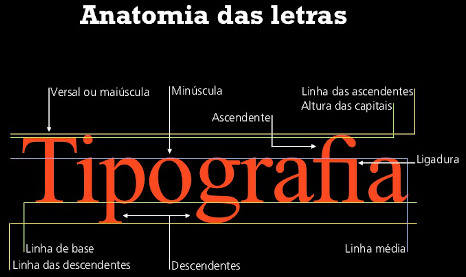 Anatomia das letras
Versal ou maiúscula
Minúscula
Linha das ascendentes
Altura das capitais
Ascendente
Tipografia
Ligadura
Linha de base
Linha média
Linha das descendentes
Descendentes